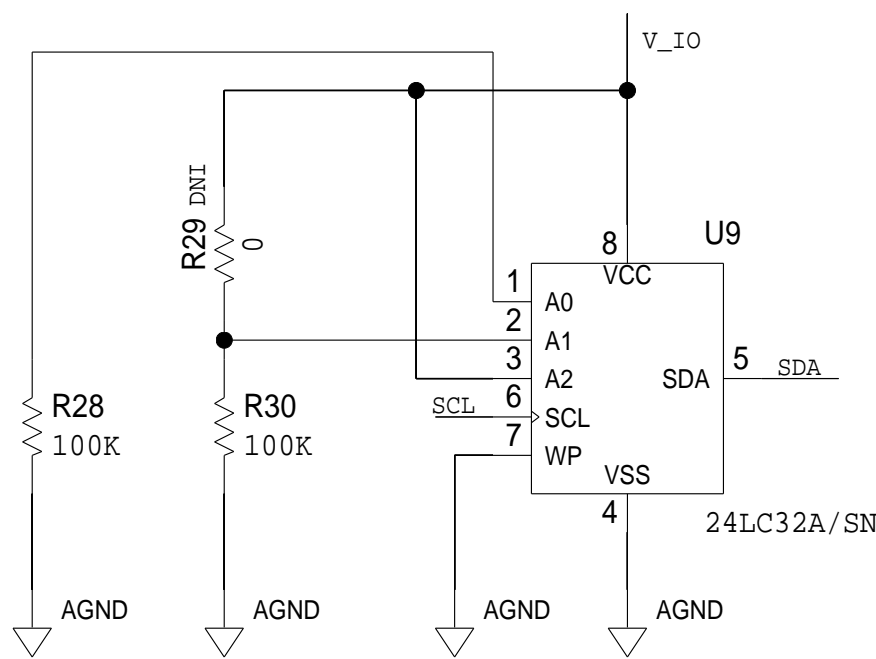 V_IO
DNI
R29
0
U9
8
VCC
1
A0
2
A1
3
A2
SDA
5
SDA
R28
100K
R30
100K
SCL
6
SCL
7
WP
VSS
4
24LC32A/SN
AGND
AGND
AGND
AGND